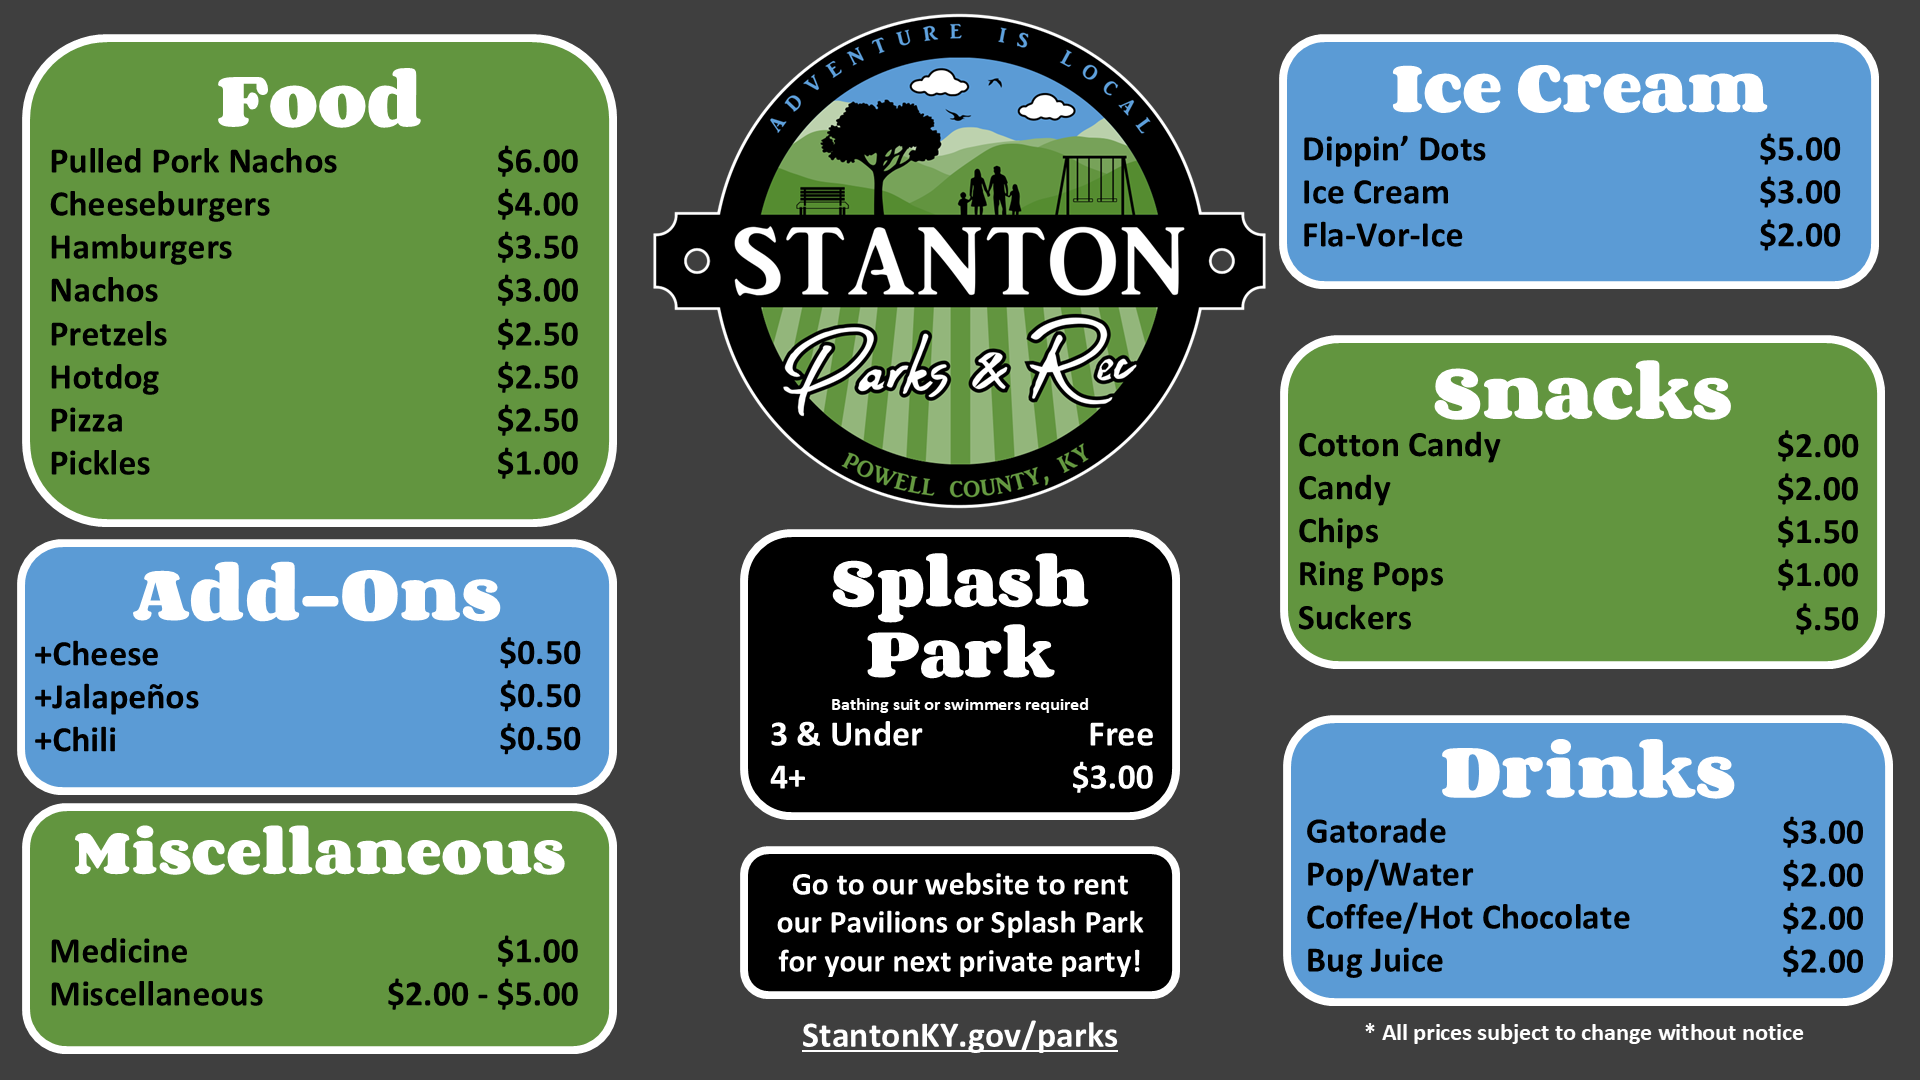 Food
Pulled Pork Nachos $6.00
Cheeseburgers $4.00
Hamburgers $3.50
Nachos $3.00
Pretzels $2.50
Hotdog $2.50
Pizza $2.50
Pickles $1.00
Add-Ons
+Cheese $0.50
+Jalapeños $0.50
+Chili $0.50
Miscellaneous
Medicine $1.00
Miscellaneous $2.00 - $5.00
ADVENTURE IS LOCAL
STANTON
Parks & Rec
POWELL COUNTY, KY
Splash
Park
Bathing suit or swimmers required
3 & Under Free
4+ $3.00
Go to our website to rent
our Pavilions or Splash Park
for your next private party!
StantonKY.gov/parks
Ice Cream
Dippin’ Dots $5.00
Ice Cream $3.00
Fla-Vor-Ice $2.00
Snacks
Cotton Candy $2.00
Candy $2.00
Chips $1.50
Ring Pops $1.00
Suckers $.50
Drinks
Gatorade $3.00
Pop/Water $2.00
Coffee/Hot Chocolate $2.00
Bug Juice $2.00
* All prices subject to change without notice